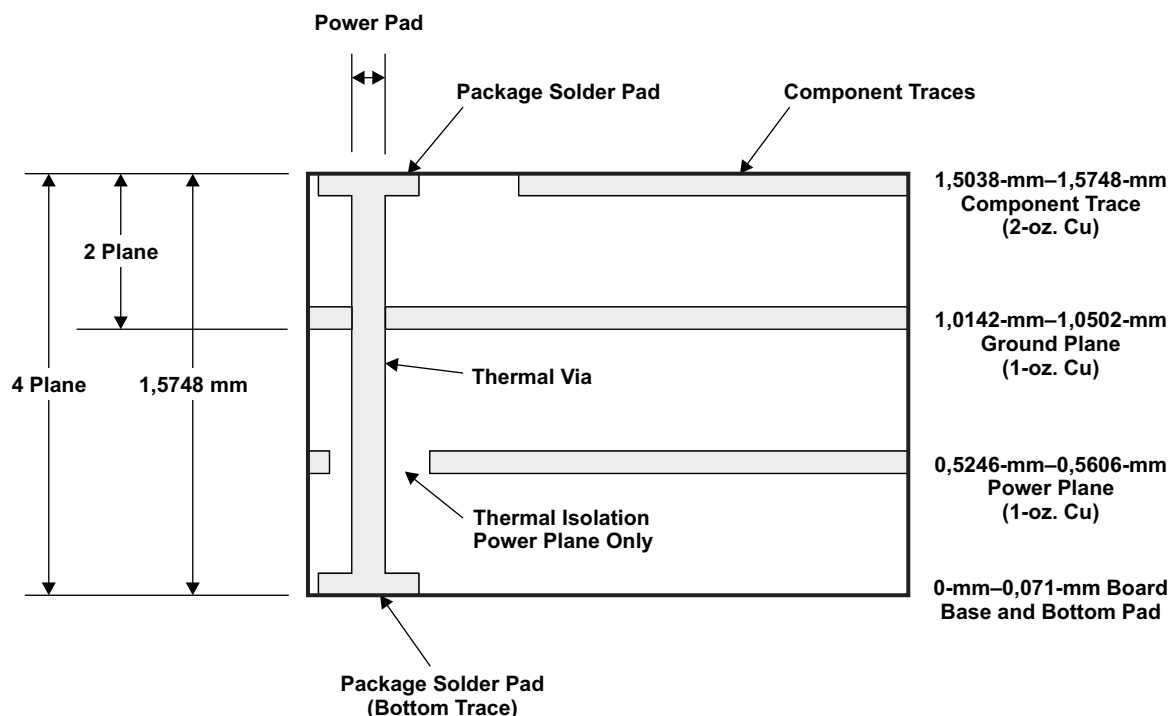 Power Pad
Package Solder Pad
Component Traces
1,5038-mm–1,5748-mm
Component Trace
(2-oz. Cu)
2 Plane
1,0142-mm–1,0502-mm
Ground Plane
(1-oz. Cu)
Thermal Via
4 Plane
1,5748 mm
0,5246-mm–0,5606-mm
Power Plane
(1-oz. Cu)
Thermal Isolation
Power Plane Only
0-mm–0,071-mm Board
Base and Bottom Pad
Package Solder Pad
(Bottom Trace)